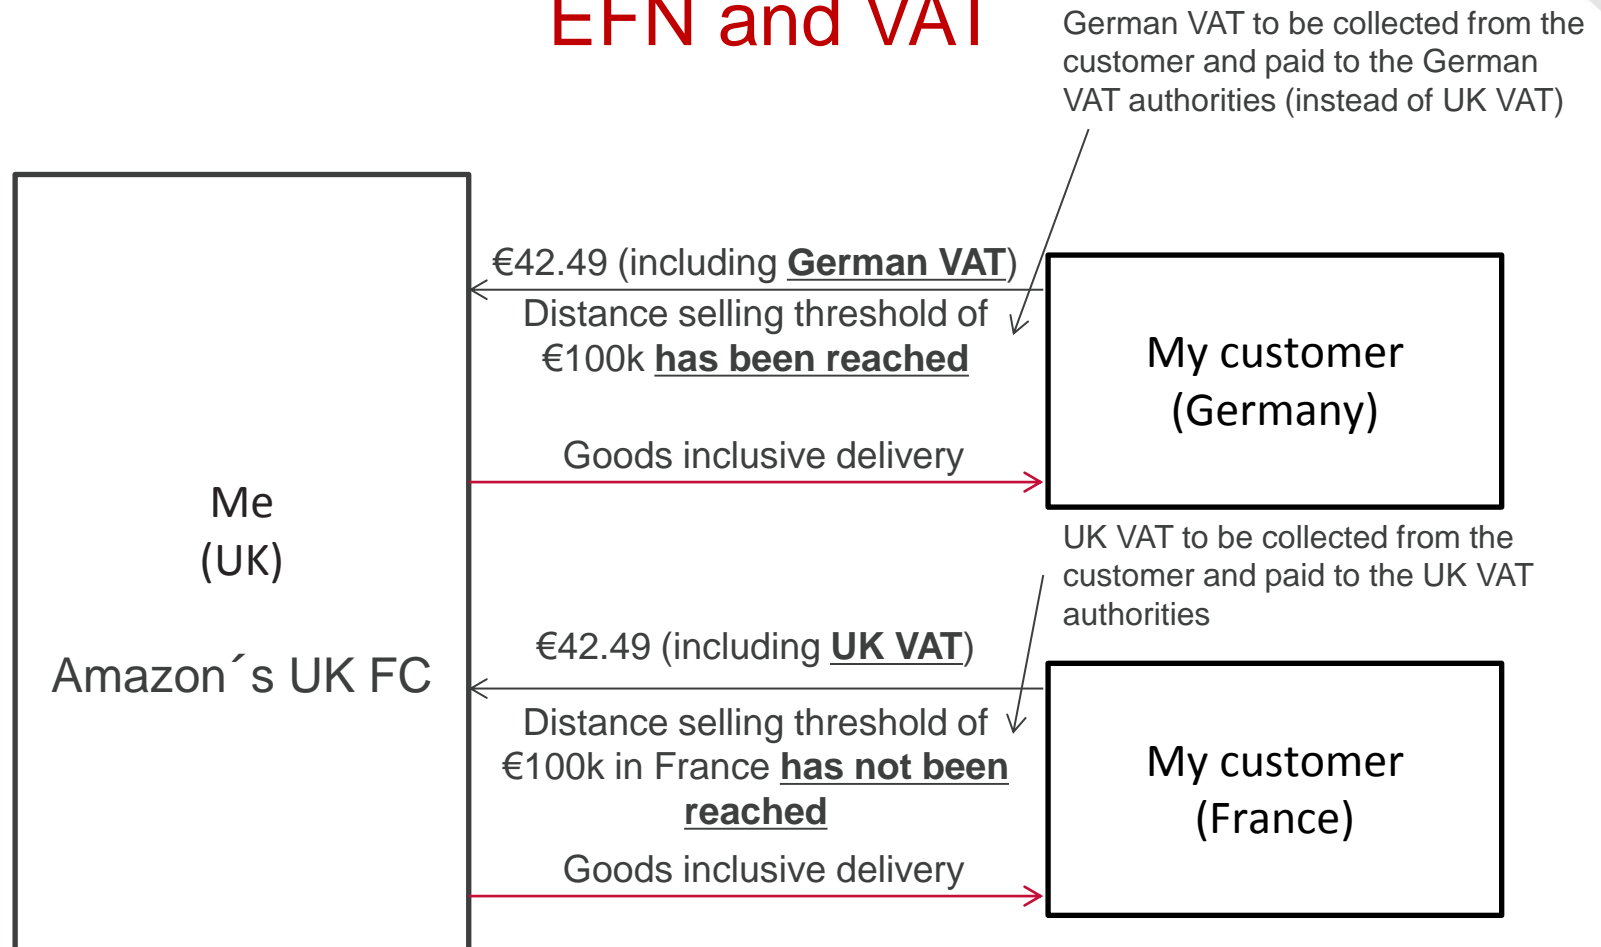 EFN and VAT
German VAT to be collected from the
customer and paid to the German
VAT authorities (instead of UK VAT)
€42.49 (including German VAT)
Distance selling threshold of
€100k has been reached
My customer
(Germany)
Goods inclusive delivery
Me
(UK)
Amazon´s UK FC
UK VAT to be collected from the
customer and paid to the UK VAT
authorities
€42.49 (including UK VAT)
Distance selling threshold of
€100k in France has not been
reached
My customer
(France)
Goods inclusive delivery